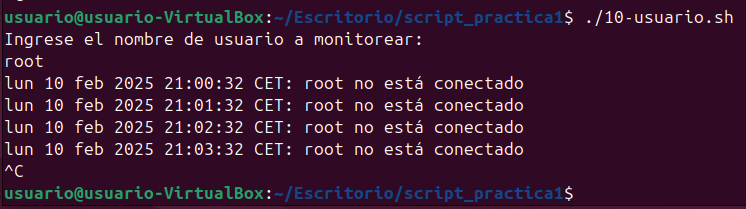 usuario@usuario-VirtualBox:~/Escritorio/script_practica1$ ./10-usuario.sh
Ingrese el nombre de usuario a monitorear:
root
lun 10 feb 2025 21:00:32 CET: root no está conectado
lun 10 feb 2025 21:01:32 CET: root no está conectado
lun 10 feb 2025 21:02:32 CET: root no está conectado
lun 10 feb 2025 21:03:32 CET: root no está conectado
^C
usuario@usuario-VirtualBox:~/Escritorio/script_practica1$